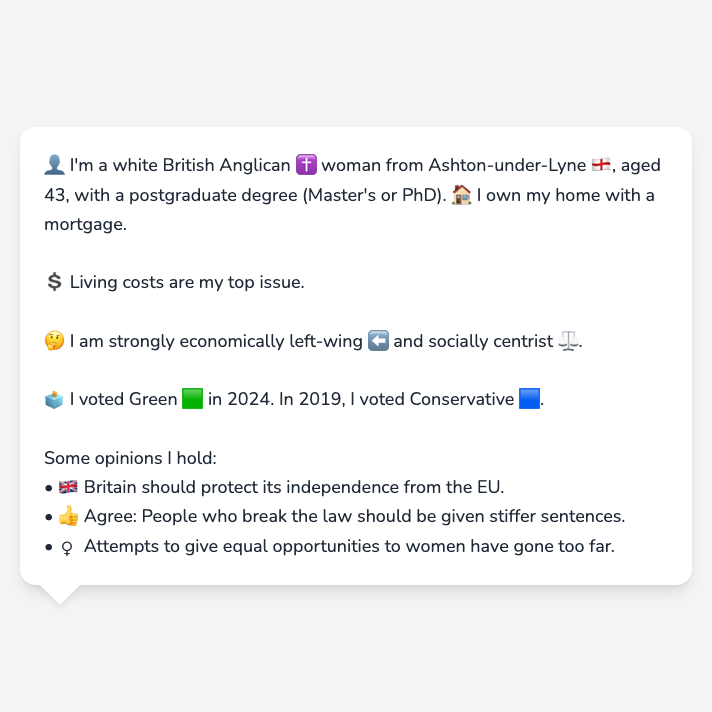 👤 I'm a white British Anglican ✝️ woman from Ashton-under-Lyne 🏴󠁧󠁢󠁥󠁮󠁧󠁿, aged
43, with a postgraduate degree (Master's or PhD). 🏠 I own my home with a
mortgage.
💲 Living costs are my top issue.
🤔 I am strongly economically left-wing ⬅️ and socially centrist ⚖️.
🗳️ I voted Green 🟩 in 2024. In 2019, I voted Conservative 🟦.
Some opinions I hold:
• 🇬🇧 Britain should protect its independence from the EU.
• 👍 Agree: People who break the law should be given stiffer sentences.
• ♀ Attempts to give equal opportunities to women have gone too far.